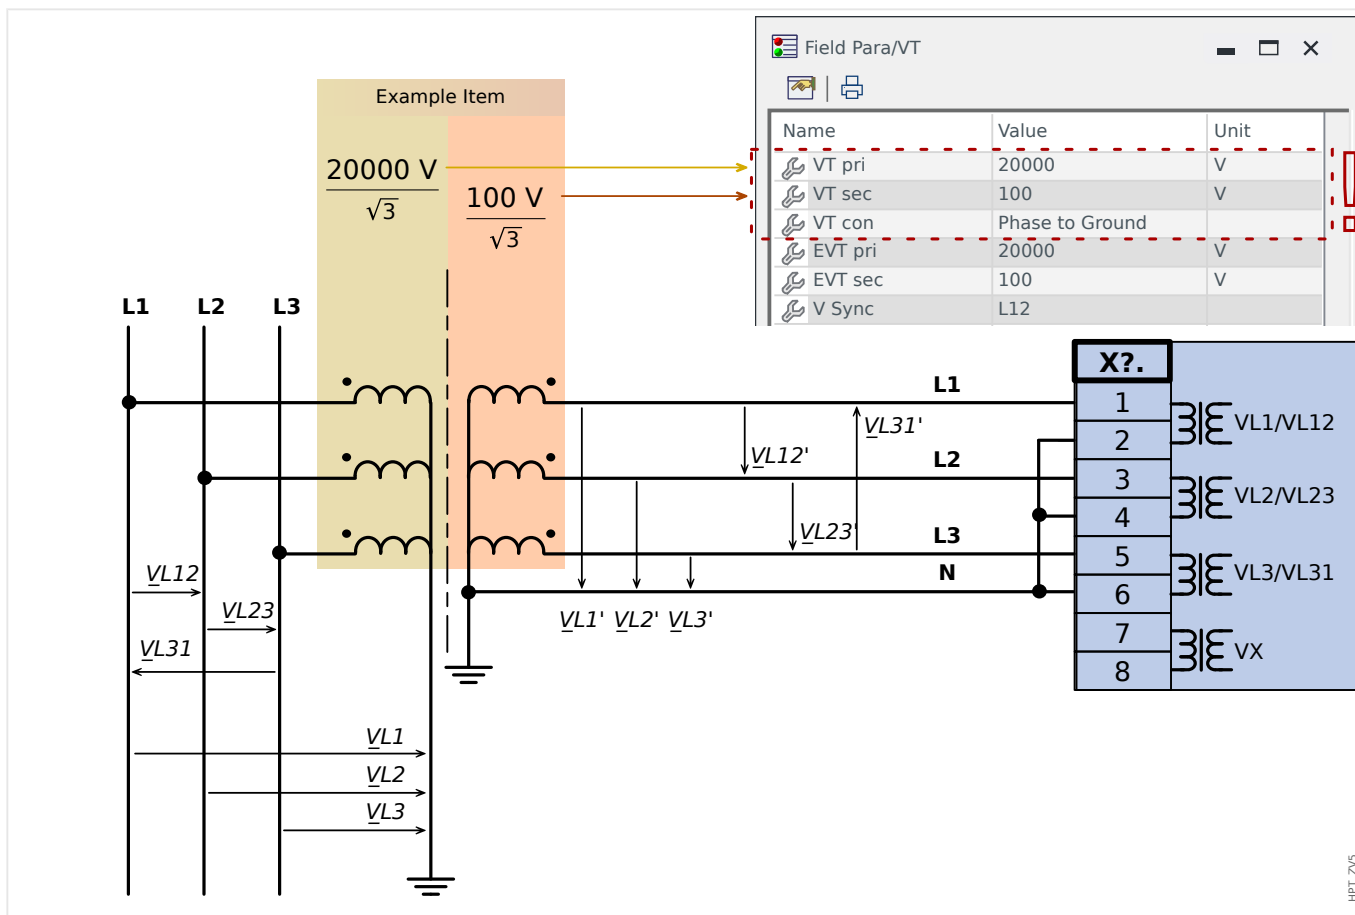 Field Para/VT
Example Item
Name Value Unit
VT pri 20000 V
VT sec 100 V
VT con Phase to Ground
EVT pri 20000 V
EVT sec 100 V
V Sync L12
20000 V
√3
100 V
√3
L1 L2 L3
X?.
L1
1
VL1/VL12
2
VL31'
VL12'
L2
3
VL2/VL23
4
VL23'
L3
5
VL3/VL31
N
6
VL12
VL23
VL31
VL1' VL2' VL3'
7
VX
8
VL1
VL2
VL3
HPT_ZV5